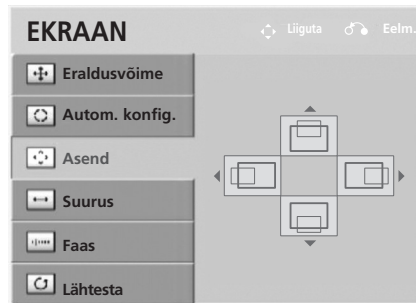 EKRAAN
Liiguta
Eelm.
Eraldusvõime
Autom. konfig.
Asend
Suurus
Faas
Lähtesta